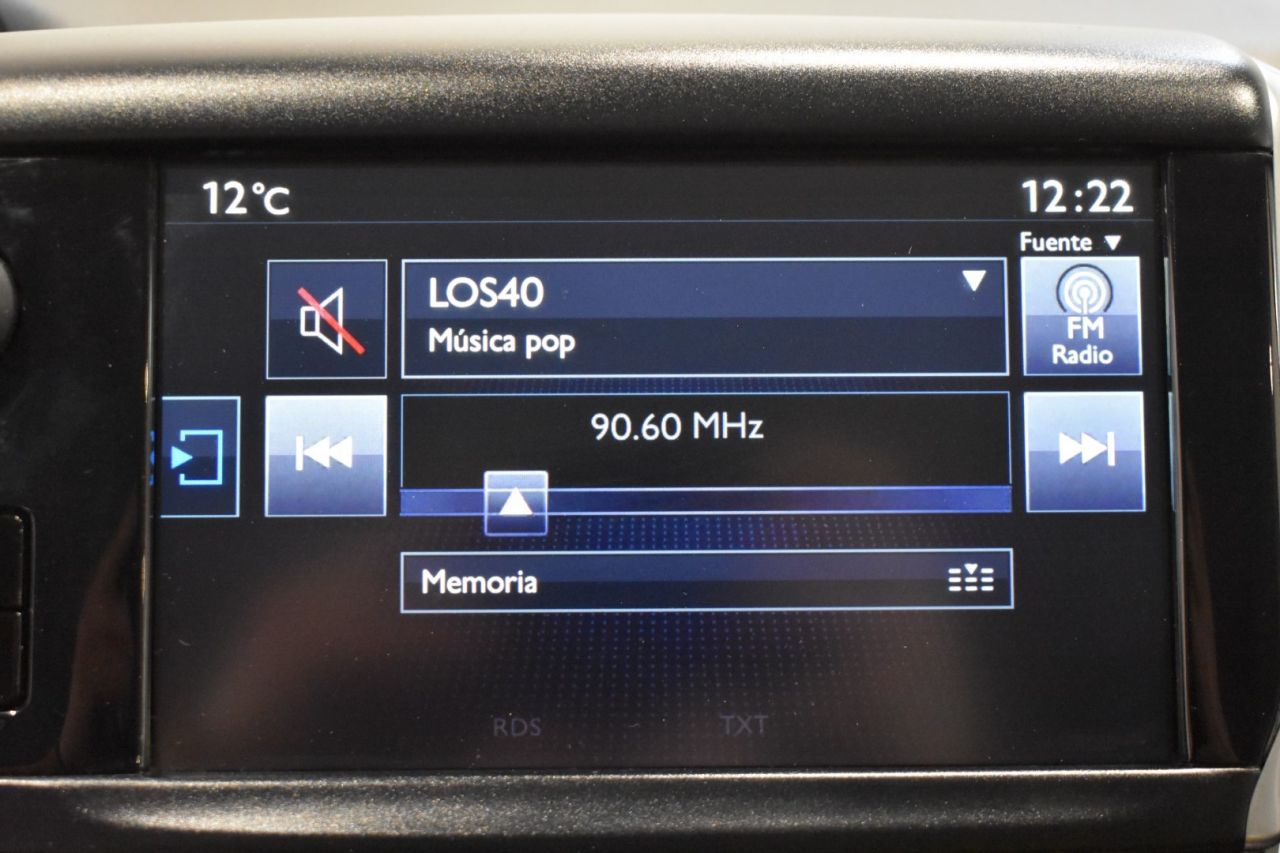 12°C
12:22
Fuente ▼
LOS40
Música pop
FM
Radio
90.60 MHz
Memoria
RDS
TXT